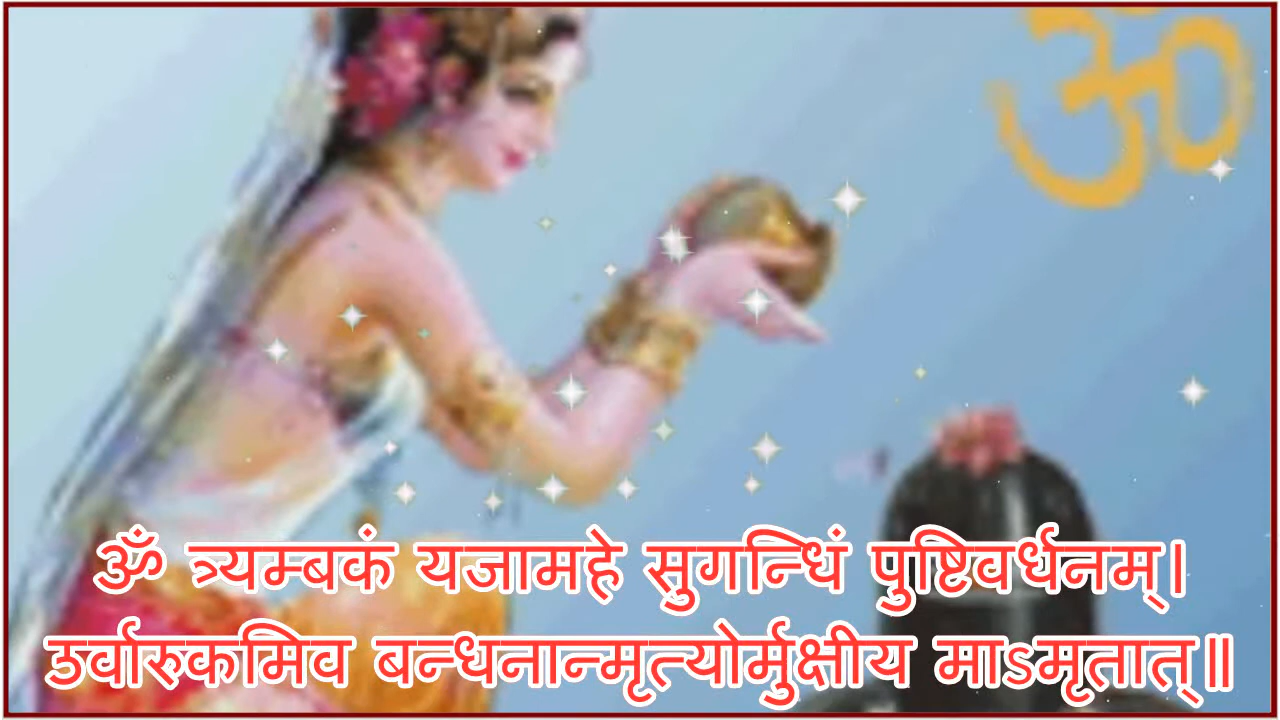 ॐ
ॐ त्र्यम्बकं यजामहे सुगन्धिं पुष्टिवर्धनम्।
उर्वारुकमिव बन्धनान्मृत्योर्मुक्षीय माऽमृतात्॥